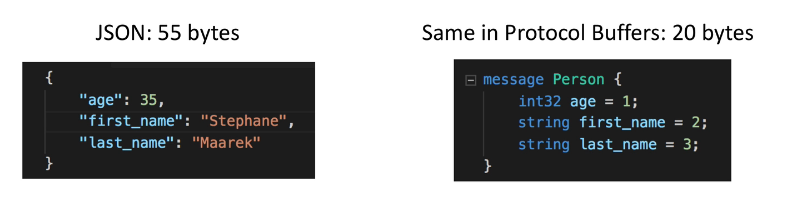 JSON: 55 bytes
{
"age": 35,
"first_name": "Stephane",
"last_name": "Maarek"
}
Same in Protocol Buffers: 20 bytes
message Person {
int32 age = 1;
string first_name = 2;
string last_name = 3;
}